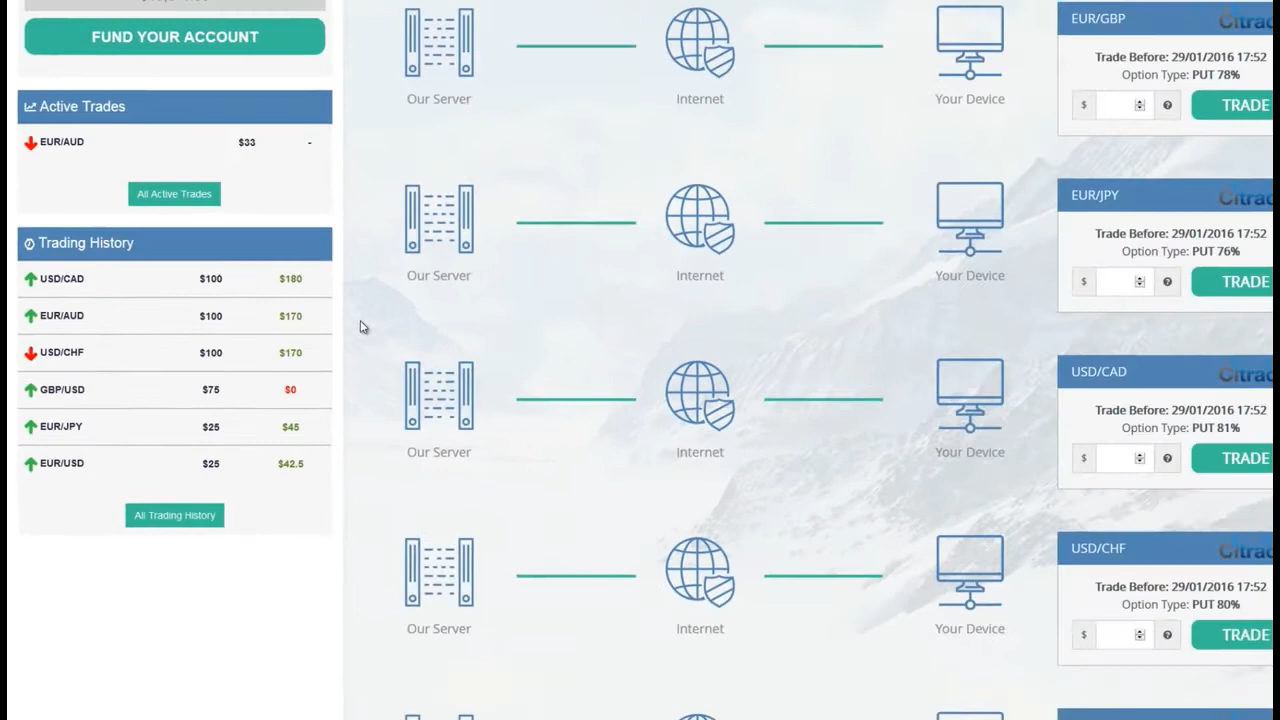 FUND YOUR ACCOUNT
Active Trades
EUR/AUD $33 -
All Active Trades
Trading History
USD/CAD $100 $180
EUR/AUD $100 $170
USD/CHF $100 $170
GBP/USD $75 $0
EUR/JPY $25 $45
EUR/USD $25 $42.5
All Trading History
Our Server Internet Your Device
EUR/GBP Citrad
Trade Before: 29/01/2016 17:52
Option Type: PUT 78%
$ TRADE
Our Server Internet Your Device
EUR/JPY Citrad
Trade Before: 29/01/2016 17:52
Option Type: PUT 76%
$ TRADE
Our Server Internet Your Device
USD/CAD Citrad
Trade Before: 29/01/2016 17:52
Option Type: PUT 81%
$ TRADE
Our Server Internet Your Device
USD/CHF Citrad
Trade Before: 29/01/2016 17:52
Option Type: PUT 80%
$ TRADE